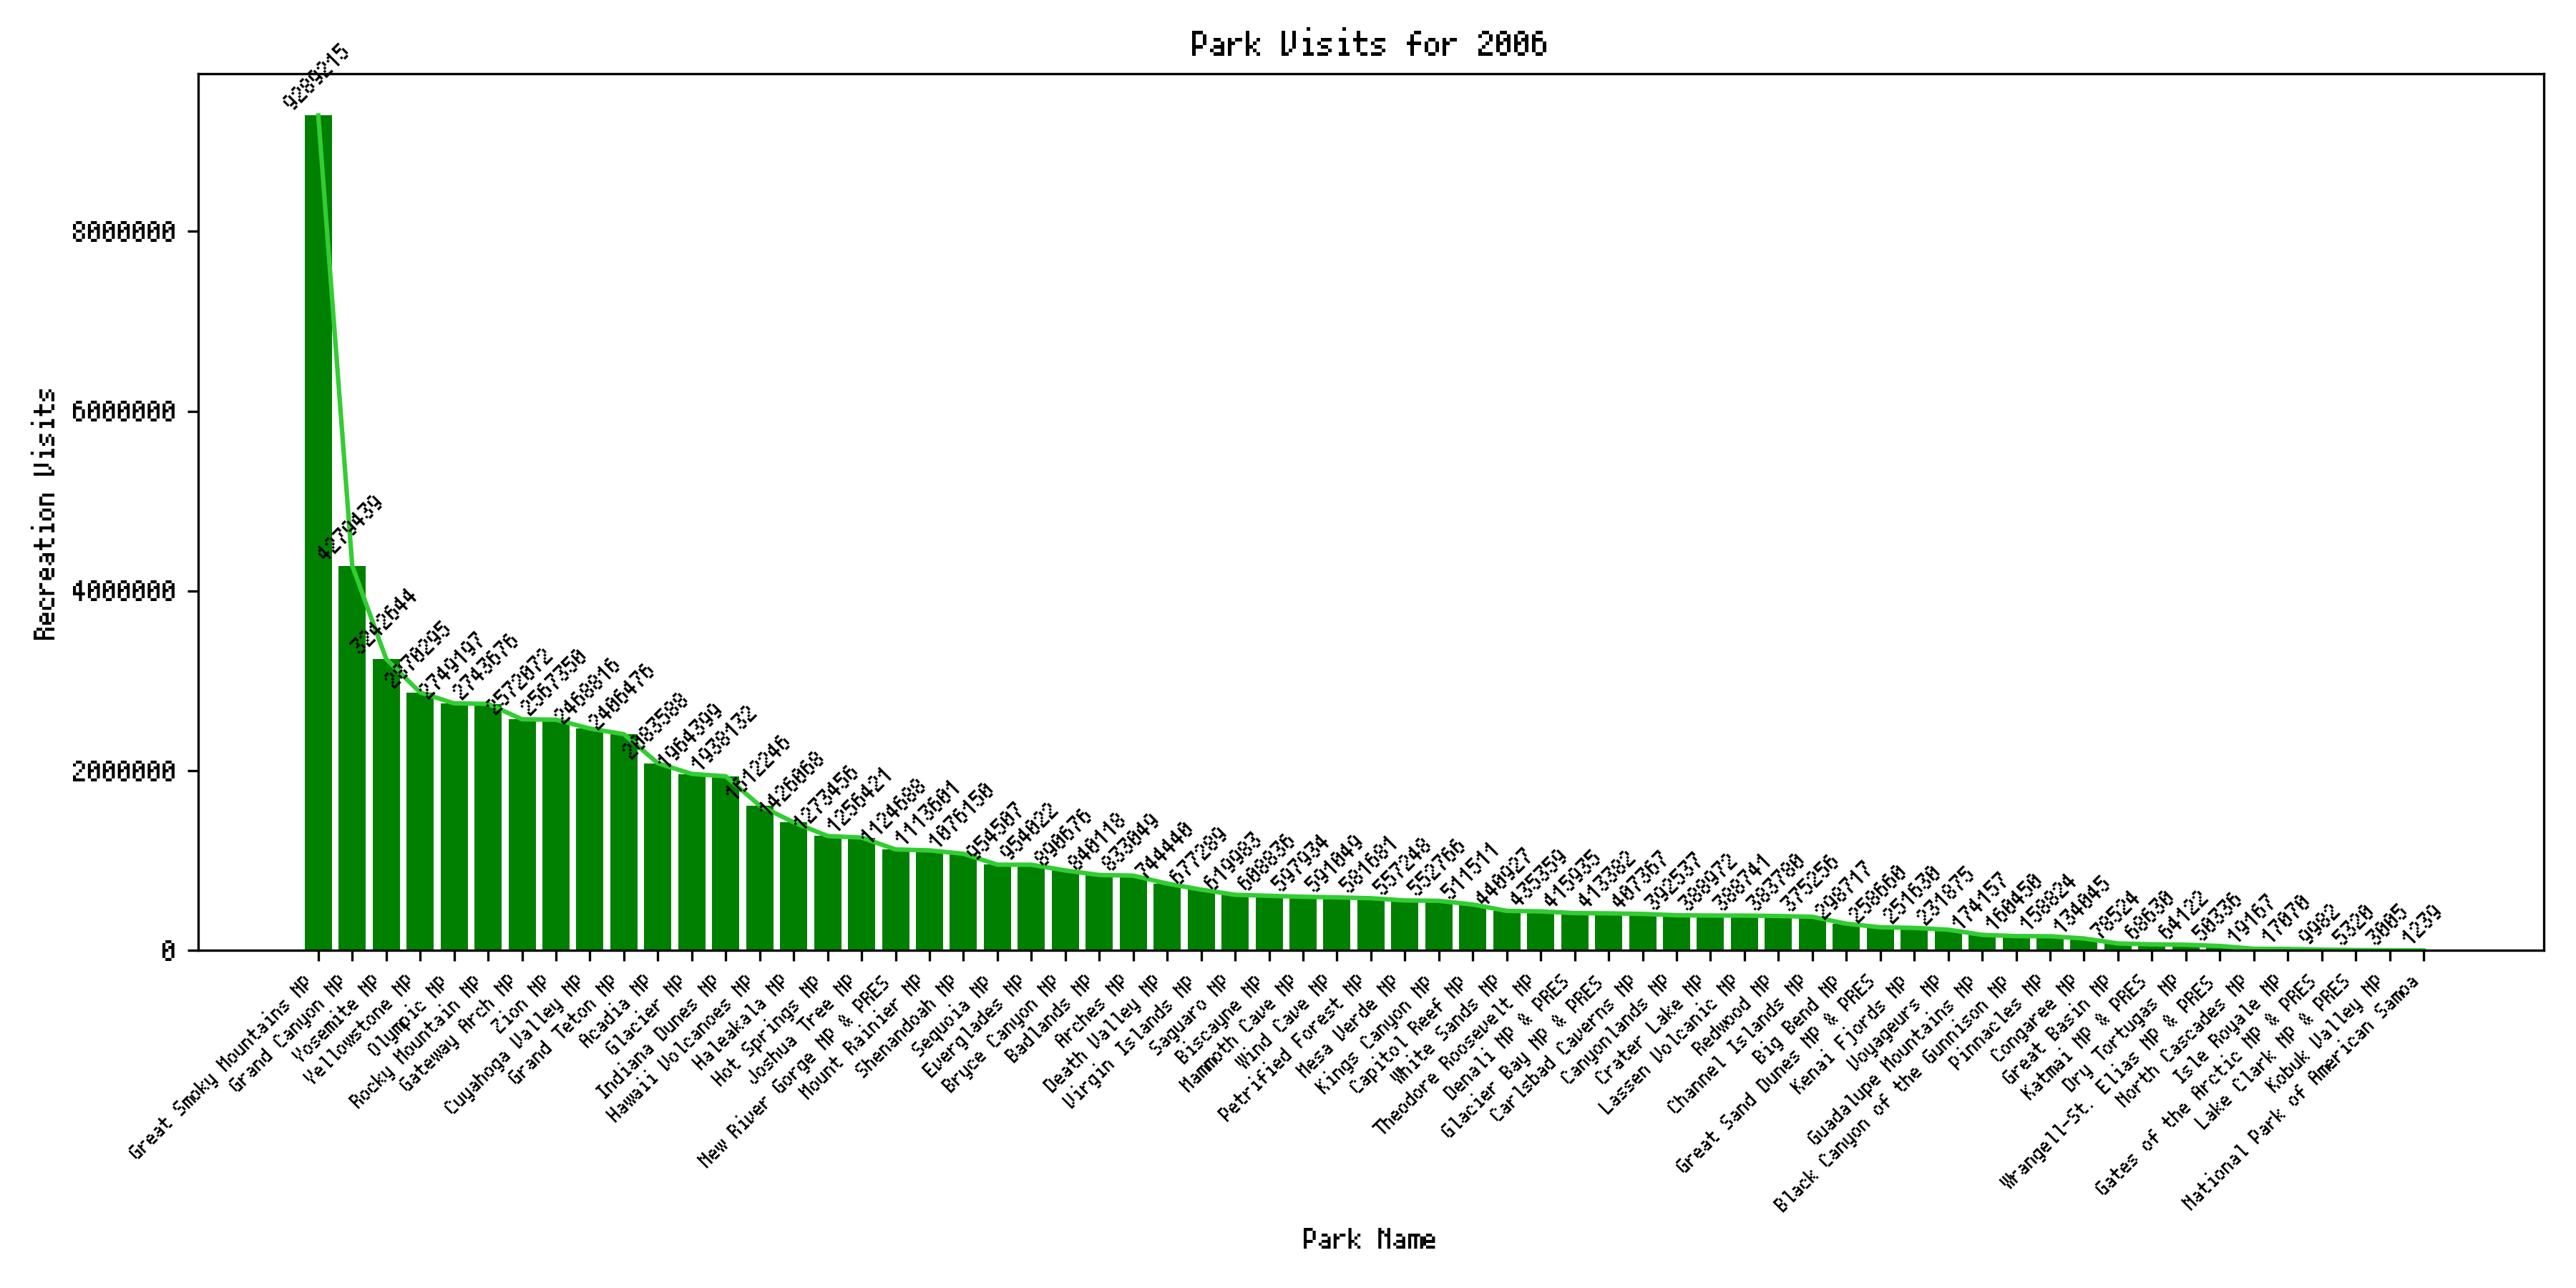 Park Visits for 2006
Recreation Visits
8000000
6000000
4000000
2000000
0
9289215
4279439
3242644
2870295
2749197
2743676
2572072
2567350
2468816
2406476
2083588
1964399
1938132
1612246
1426068
1273456
1256421
1124688
1113601
1076150
954507
954022
890676
840118
833049
744440
677289
619983
608836
597934
591049
581681
557248
552766
511511
440927
435359
415935
413382
407367
392537
388972
388741
383780
375256
298717
258660
251630
231875
174157
160450
158824
134045
78524
68630
64122
50336
19167
17070
9982
5320
3005
1239
Great Smoky Mountains NP
Grand Canyon NP
Yosemite NP
Yellowstone NP
Olympic NP
Rocky Mountain NP
Gateway Arch NP
Zion NP
Cuyahoga Valley NP
Grand Teton NP
Acadia NP
Glacier NP
Indiana Dunes NP
Hawaii Volcanoes NP
Haleakala NP
Hot Springs NP
Joshua Tree NP
New River Gorge NP & PRES
Mount Rainier NP
Shenandoah NP
Sequoia NP
Everglades NP
Bryce Canyon NP
Badlands NP
Arches NP
Death Valley NP
Virgin Islands NP
Saguaro NP
Biscayne NP
Mammoth Cave NP
Wind Cave NP
Petrified Forest NP
Mesa Verde NP
Kings Canyon NP
Capitol Reef NP
White Sands NP
Theodore Roosevelt NP
Denali NP & PRES
Glacier Bay NP & PRES
Carlsbad Caverns NP
Canyonlands NP
Crater Lake NP
Lassen Volcanic NP
Redwood NP
Channel Islands NP
Big Bend NP
Great Sand Dunes NP & PRES
Kenai Fjords NP
Voyageurs NP
Guadalupe Mountains NP
Black Canyon of the Gunnison NP
Pinnacles NP
Congaree NP
Great Basin NP
Katmai NP & PRES
Dry Tortugas NP
Wrangell-St. Elias NP & PRES
North Cascades NP
Isle Royale NP
Gates of the Arctic NP & PRES
Lake Clark NP & PRES
Kobuk Valley NP
National Park of American Samoa
Park Name